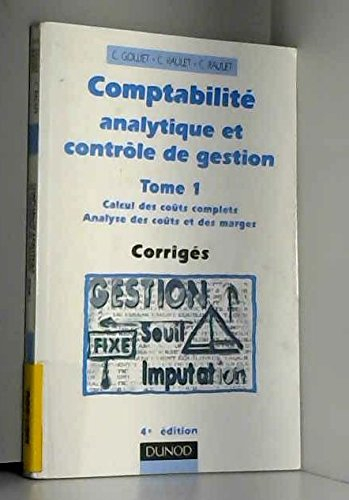 C. GOUJET • C. RAULET • C. RAULET
Comptabilité
analytique et
contrôle de gestion
Tome 1
Calcul des coûts complets
Analyse des coûts et des marges
Corrigés
GESTION
Seuil
FIXE
Imputation
4e édition
DUNOD